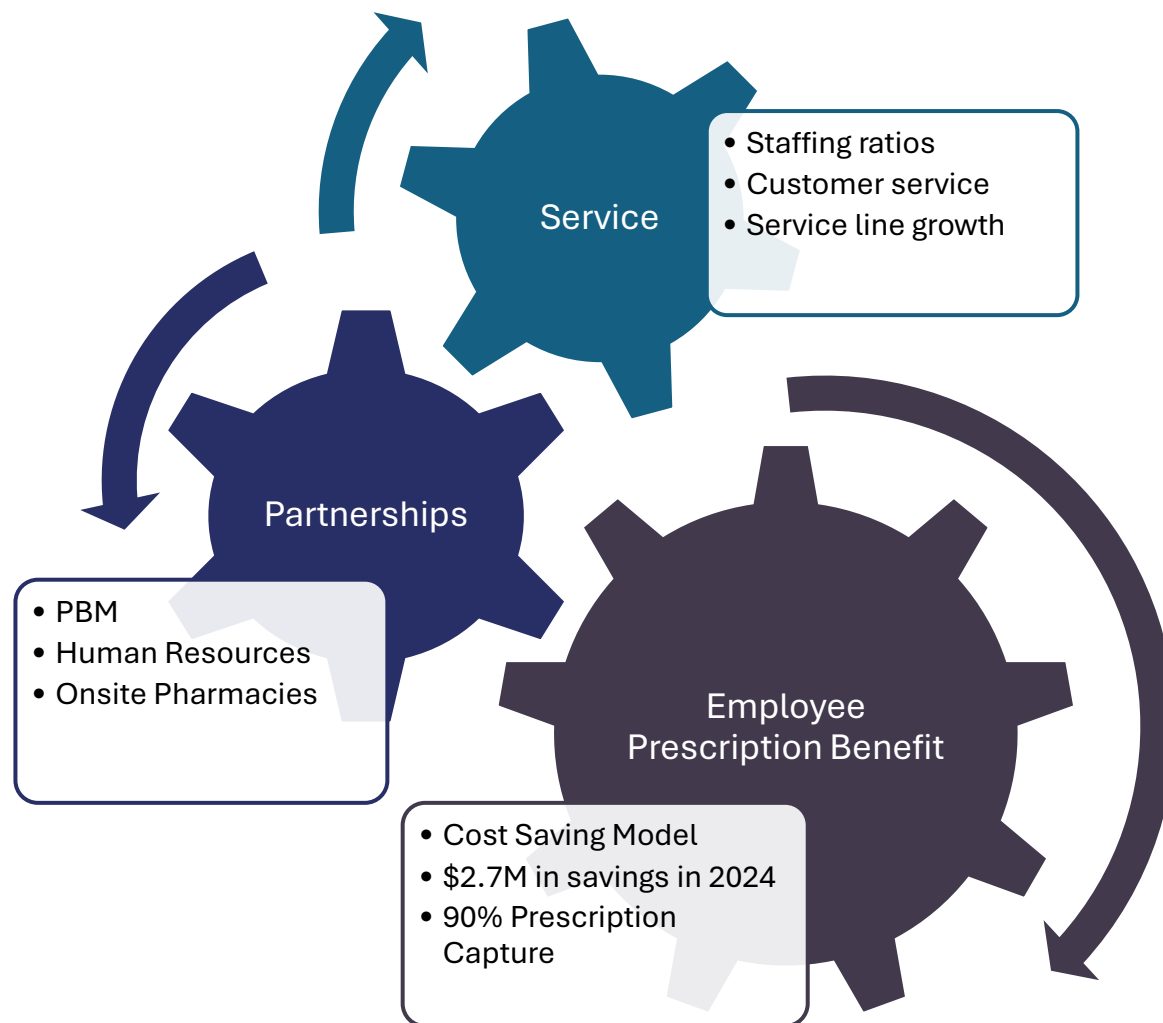 Service
• Staffing ratios
• Customer service
• Service line growth
Partnerships
• PBM
• Human Resources
• Onsite Pharmacies
Employee
Prescription Benefit
• Cost Saving Model
• $2.7M in savings in 2024
• 90% Prescription
Capture